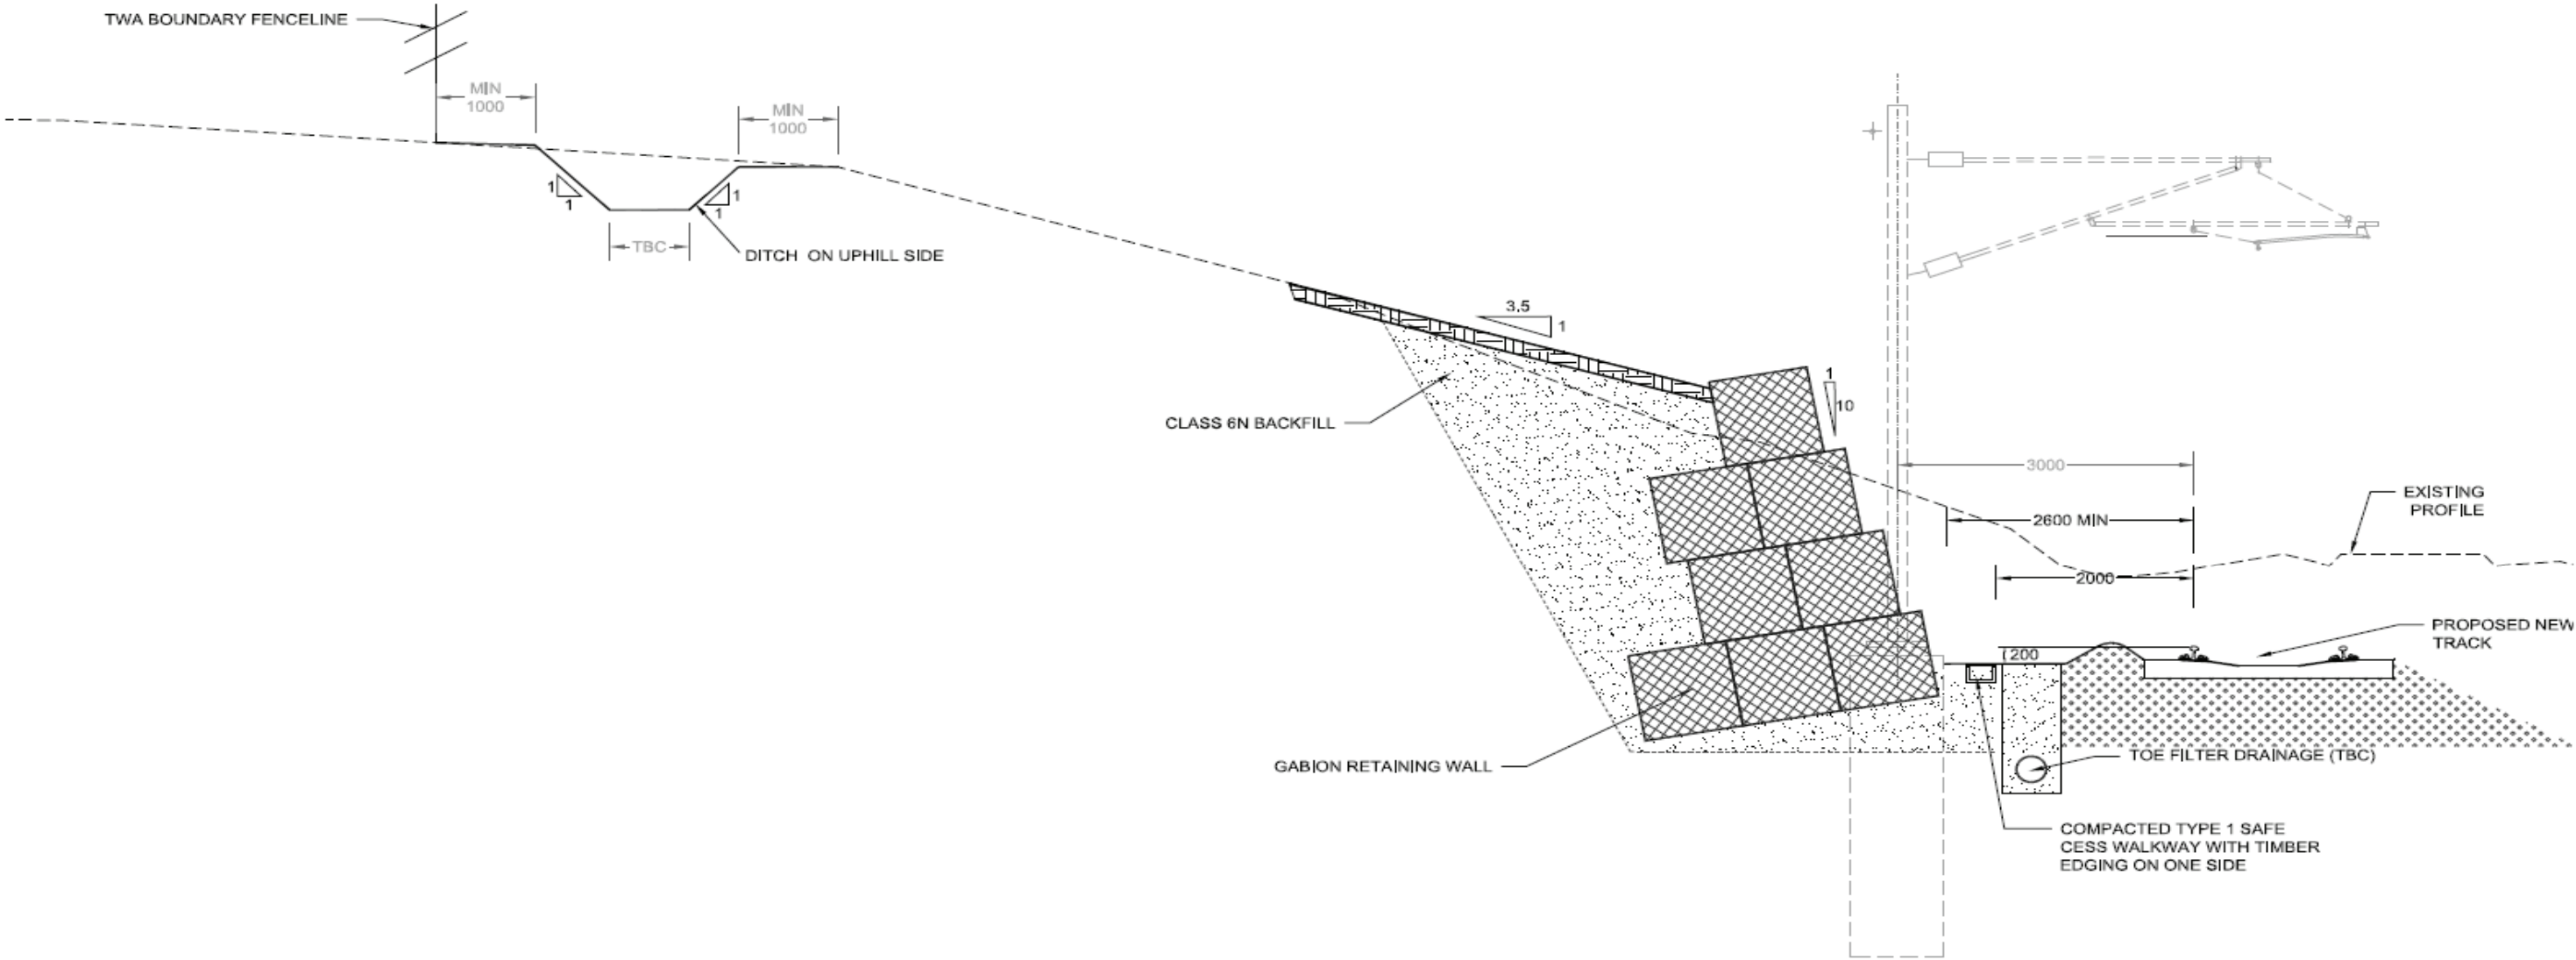 TWA BOUNDARY FENCELINE
MIN
1000
MIN
1000
1
1
1
1
TBC
DITCH ON UPHILL SIDE
3.5
1
1
10
CLASS 6N BACKFILL
3000
2600 MIN
EXISTING
PROFILE
2000
PROPOSED NEW
TRACK
200
GABION RETAINING WALL
TOE FILTER DRAINAGE (TBC)
COMPACTED TYPE 1 SAFE
CESS WALKWAY WITH TIMBER
EDGING ON ONE SIDE